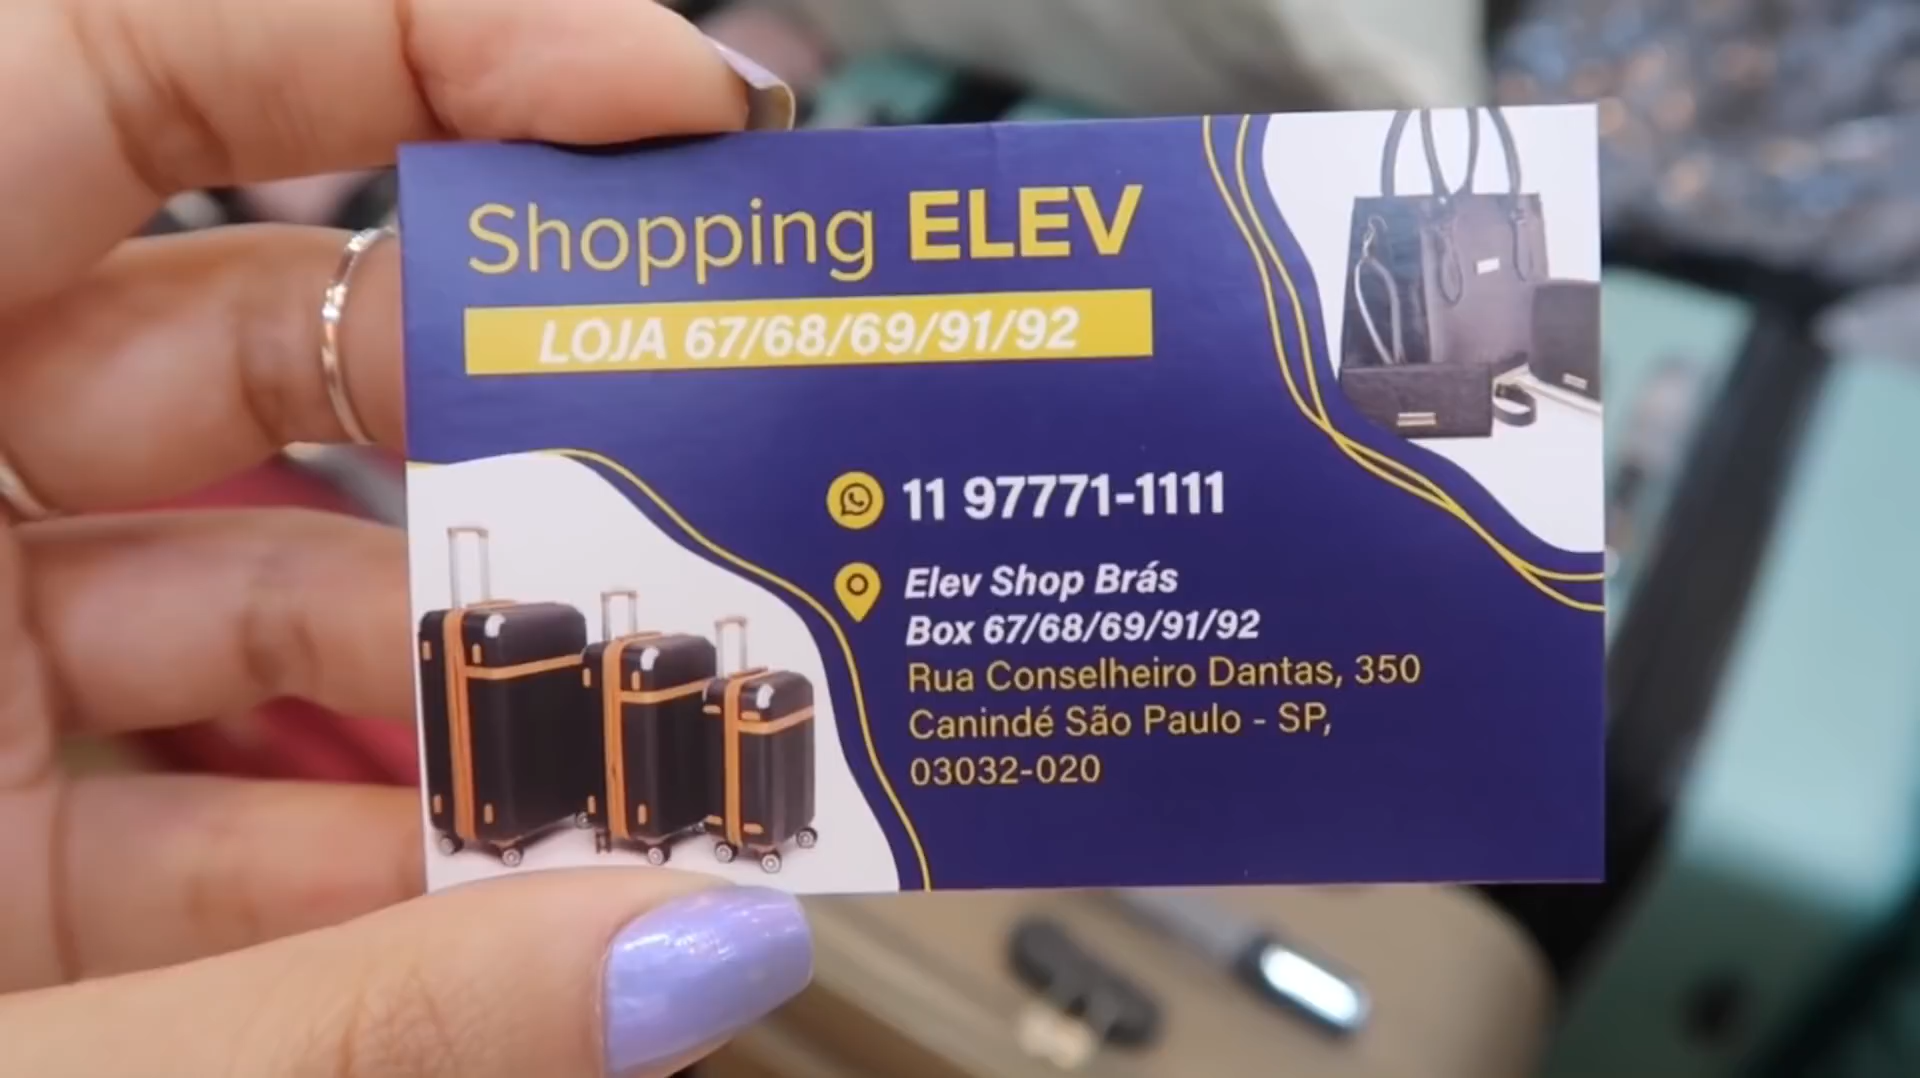 Shopping ELEV
LOJA 67/68/69/91/92
11 97771-1111
Elev Shop Brás
Box 67/68/69/91/92
Rua Conselheiro Dantas, 350
Canindé São Paulo - SP,
03032-020